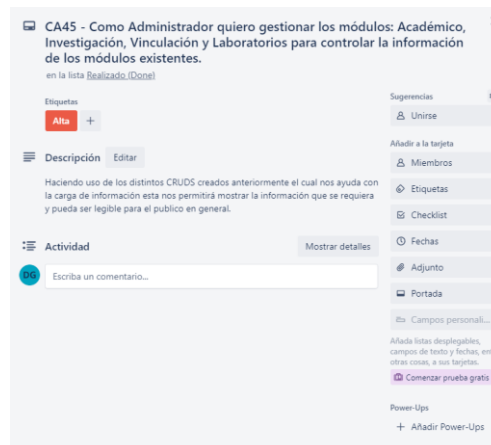 CA45 - Como Administrador quiero gestionar los módulos: Académico,
Investigación, Vinculación y Laboratorios para controlar la información
de los módulos existentes.
en la lista Realizado (Done)
Etiquetas
Alta +
Descripción Editar
Haciendo uso de los distintos CRUDS creados anteriormente el cual nos ayuda con
la carga de información esta nos permitirá mostrar la información que se requiera
y pueda ser legible para el publico en general.
Actividad Mostrar detalles
DG Escriba un comentario...
Sugerencias
Unirse
Añadir a la tarjeta
Miembros
Etiquetas
Checklist
Fechas
Adjunto
Portada
Campos personali...
Añada listas desplegables,
campos de texto y fechas, en
otras cosas, a sus tarjetas.
Comenzar prueba gratis
Power-Ups
+ Añadir Power-Ups